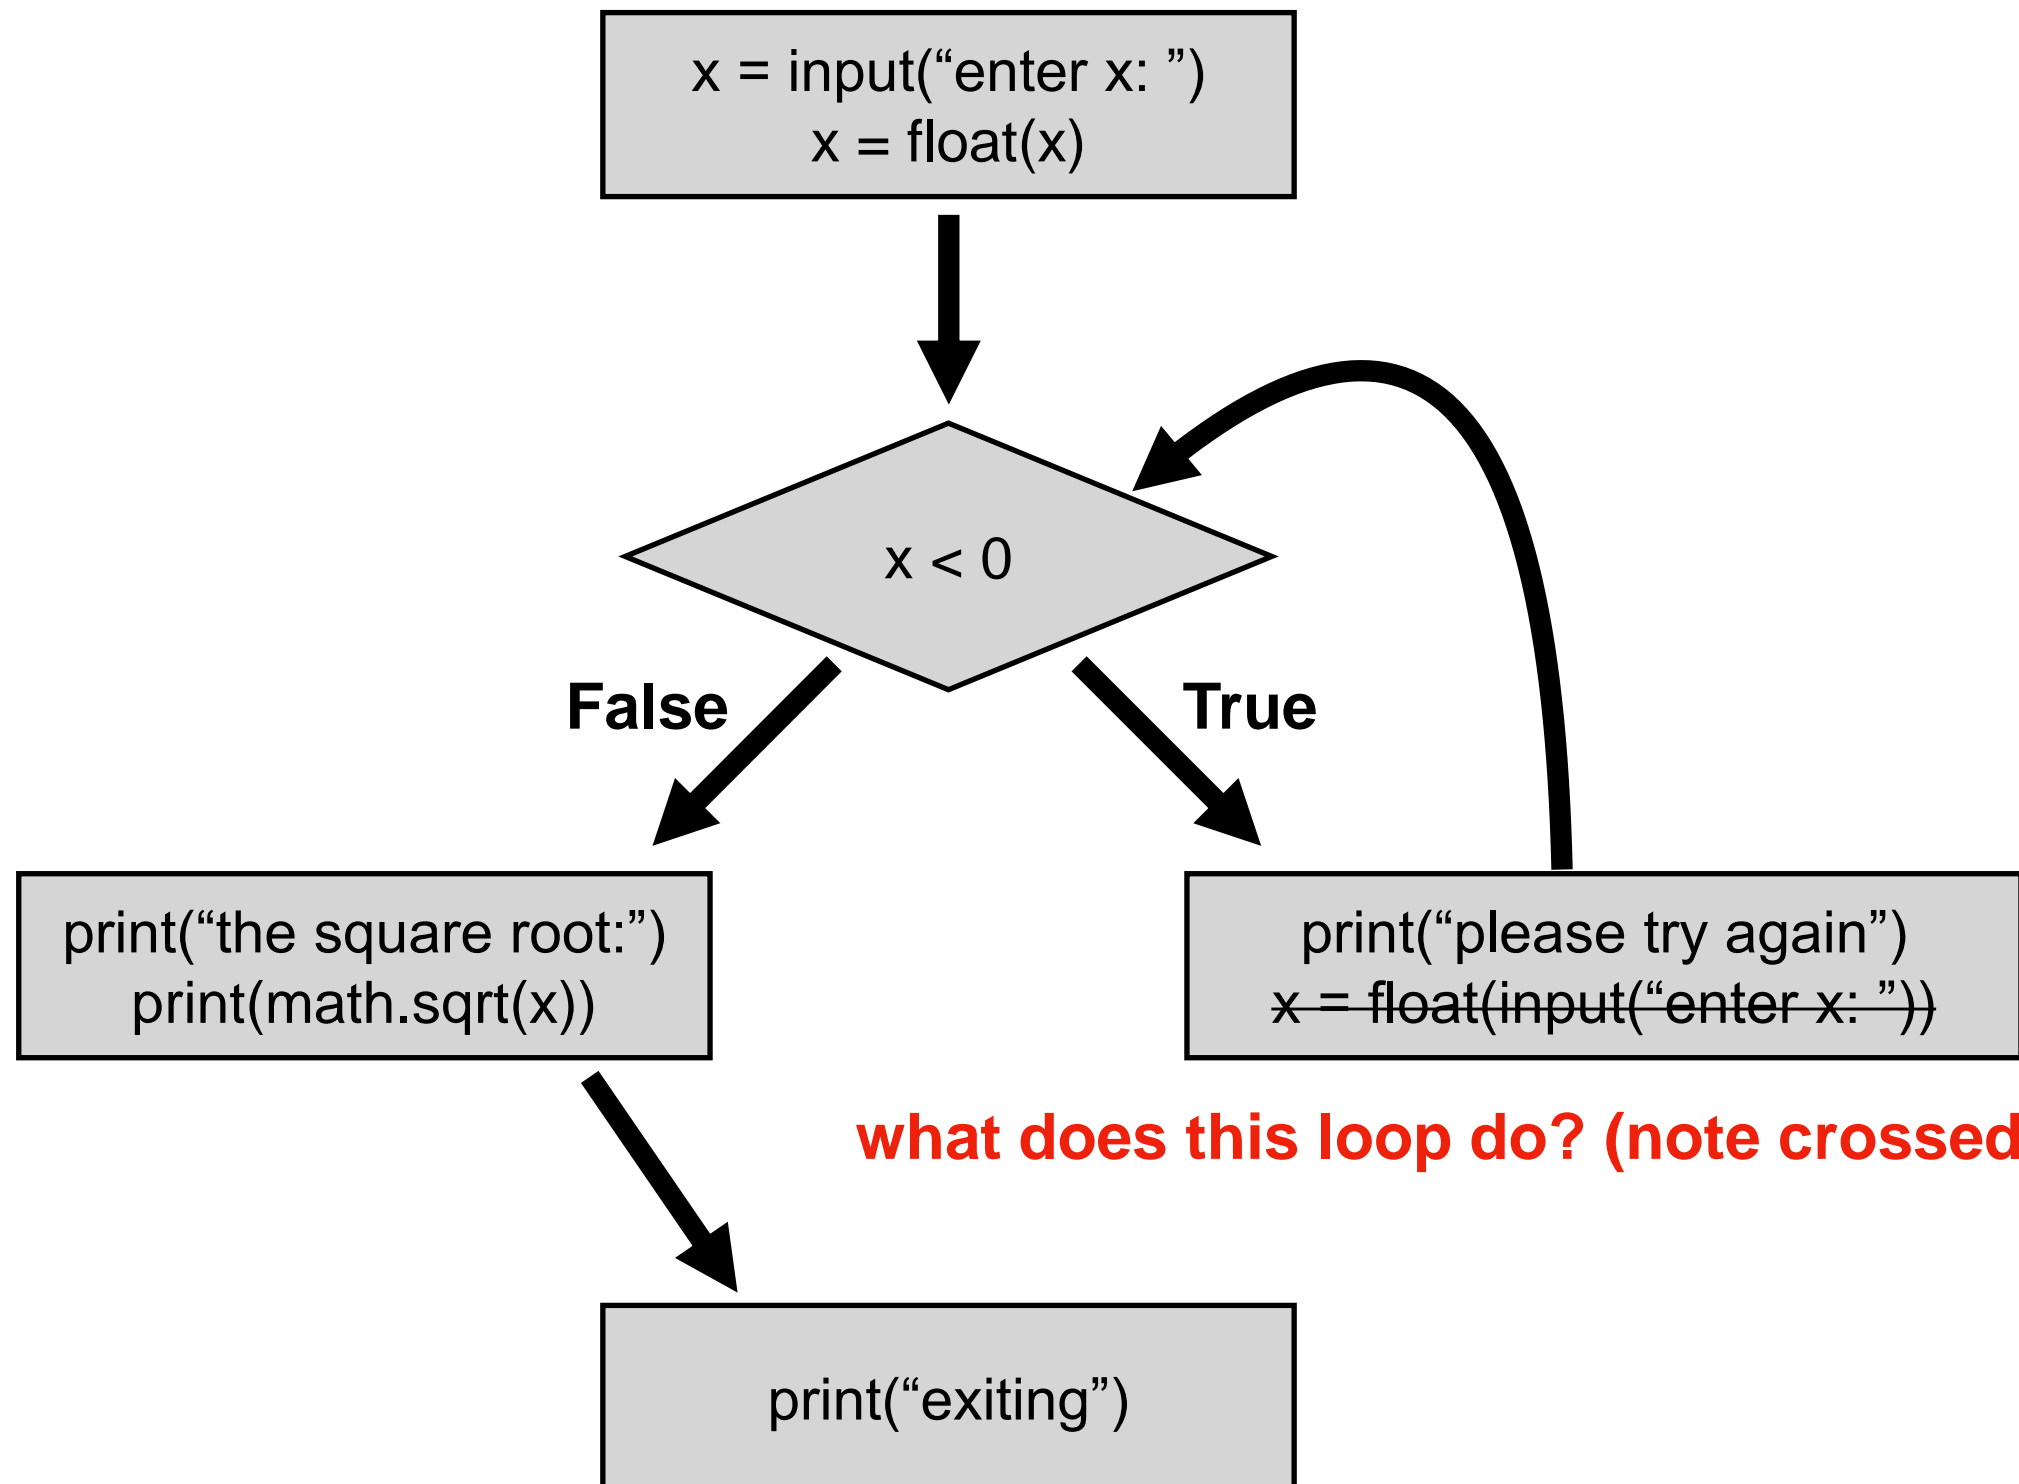 x = input(“enter x: ”)
x = float(x)
x < 0
False
True
print(“the square root:”)
print(math.sqrt(x))
print(“please try again”)
x = float(input(“enter x: ”))
what does this loop do? (note crossed
print(“exiting”)